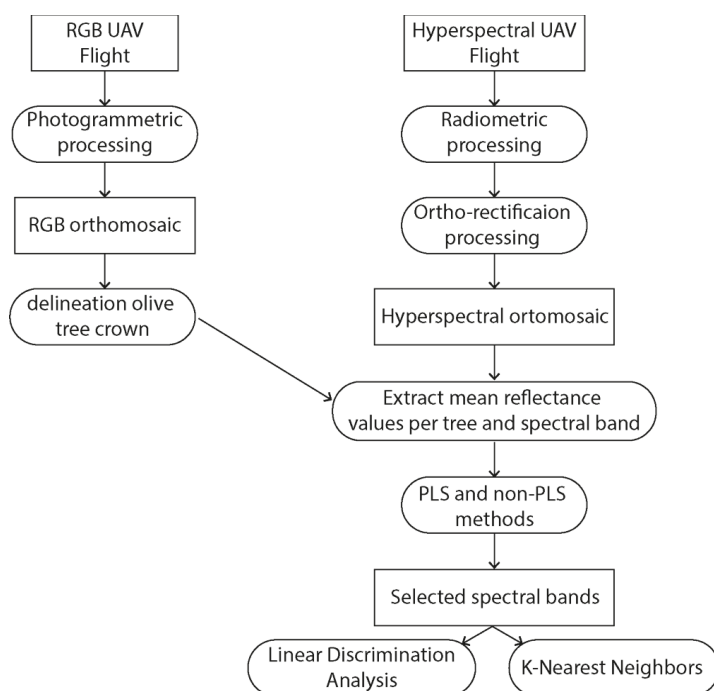 RGB UAV
Flight
Hyperspectral UAV
Flight
Photogrammetric
processing
Radiometric
processing
RGB orthomosaic
Ortho-rectificaion
processing
delineation olive
tree crown
Hyperspectral ortomosaic
Extract mean reflectance
values per tree and spectral band
PLS and non-PLS
methods
Selected spectral bands
Linear Discrimination
Analysis
K-Nearest Neighbors